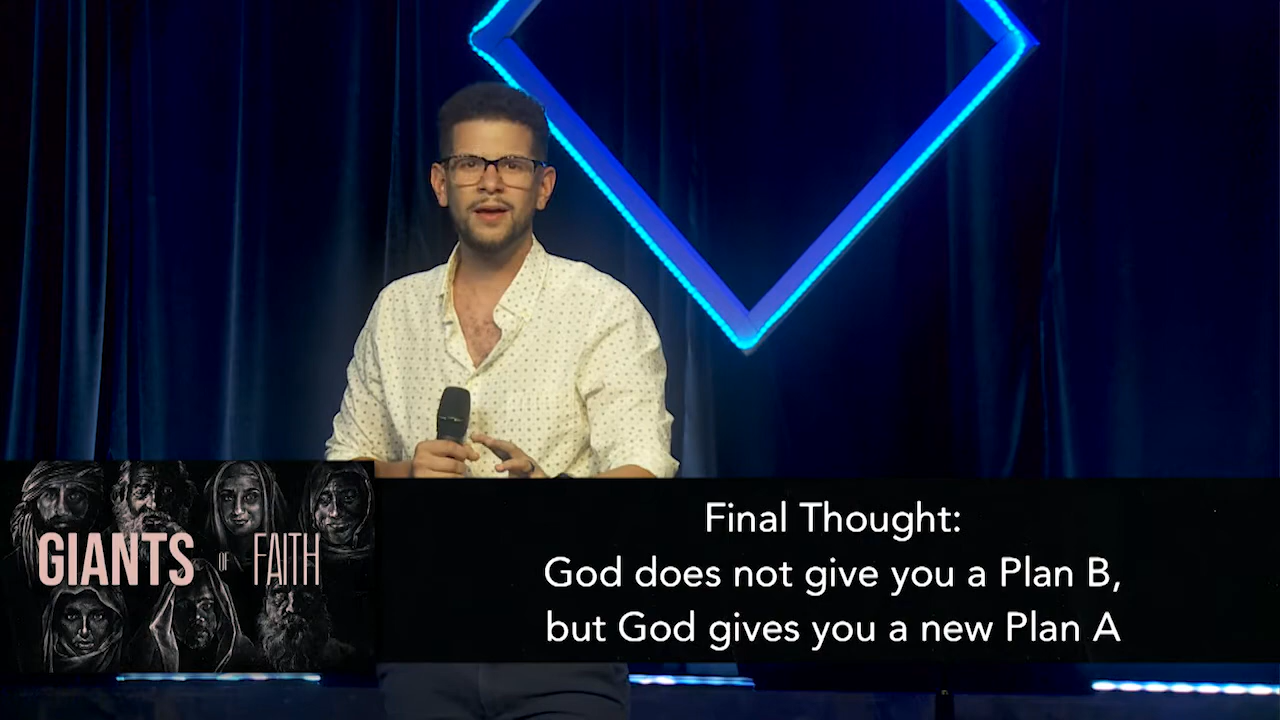 GIANTS OF FAITH
Final Thought:
God does not give you a Plan B,
but God gives you a new Plan A